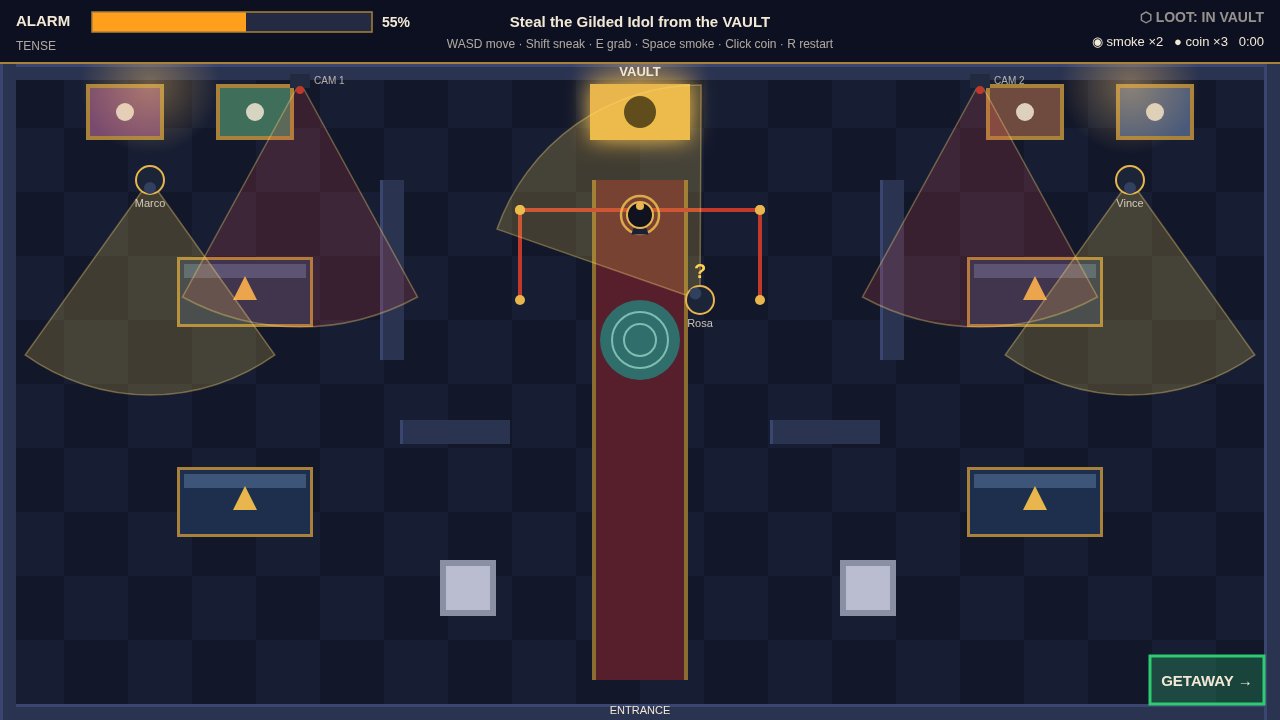 ALARM
55%
TENSE
Steal the Gilded Idol from the VAULT
WASD move · Shift sneak · E grab · Space smoke · Click coin · R restart
⬡ LOOT: IN VAULT
◉ smoke ×2 ● coin ×3 0:00
VAULT
CAM 1
CAM 2
Marco
Vince
?
Rosa
GETAWAY →
ENTRANCE